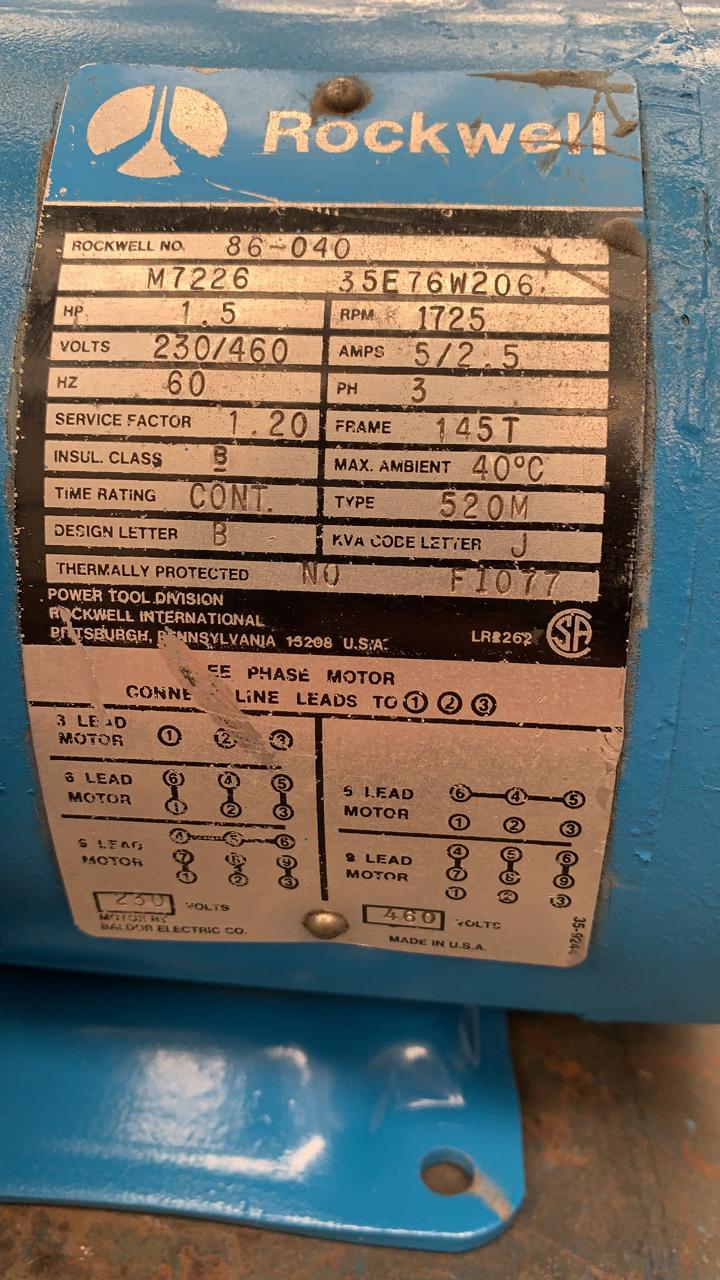 Rockwell
ROCKWELL NO. 86-040
M7226 35E76W206
HP 1.5 RPM 1725
VOLTS 230/460 AMPS 5/2.5
HZ 60 PH 3
SERVICE FACTOR 1.20 FRAME 145T
INSUL. CLASS B MAX. AMBIENT 40°C
TIME RATING CONT. TYPE 520M
DESIGN LETTER B KVA CODE LETTER J
THERMALLY PROTECTED NO F1077
POWER TOOL DIVISION
ROCKWELL INTERNATIONAL
PITTSBURGH, PENNSYLVANIA 15208 U.S.A.
LR8262 SA
PHASE MOTOR
LINE LEADS TO ① ② ③
3 LEAD
MOTOR ① ② ③
6 LEAD ⑥ ④ ⑤
MOTOR ① ② ③
④ ⑤ ⑥
LEAD ⑦ ⑧ ⑨
MOTOR ① ② ③
230 VOLTS
MOTOR BY
BALDOR ELECTRIC CO.
LEAD ⑥ ④ ⑤
MOTOR ① ② ③
9 LEAD ④ ⑤ ⑥
MOTOR ⑦ ⑧ ⑨
① ② ③
460 VOLTS
MADE IN U.S.A.